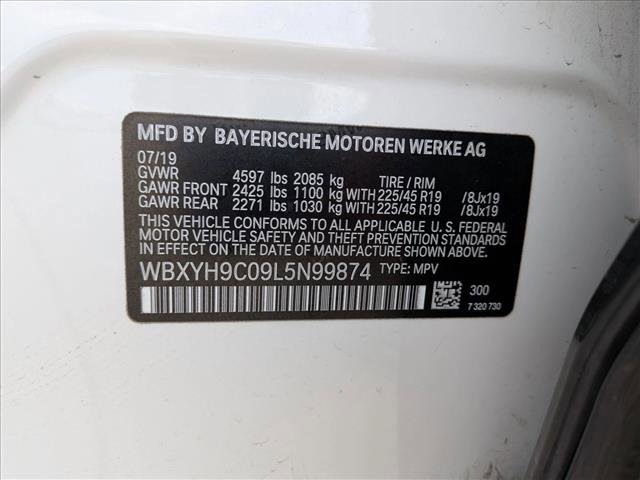 MFD BY BAYERISCHE MOTOREN WERKE AG
07/19
GVWR 4597 lbs 2085 kg TIRE / RIM
GAWR FRONT 2425 lbs 1100 kg WITH 225/45 R19 /8Jx19
GAWR REAR 2271 lbs 1030 kg WITH 225/45 R19 /8Jx19
THIS VEHICLE CONFORMS TO ALL APPLICABLE U. S. FEDERAL
MOTOR VEHICLE SAFETY AND THEFT PREVENTION STANDARDS
IN EFFECT ON THE DATE OF MANUFACTURE SHOWN ABOVE.
WBXYH9C09L5N99874 TYPE: MPV
300
7 320 730